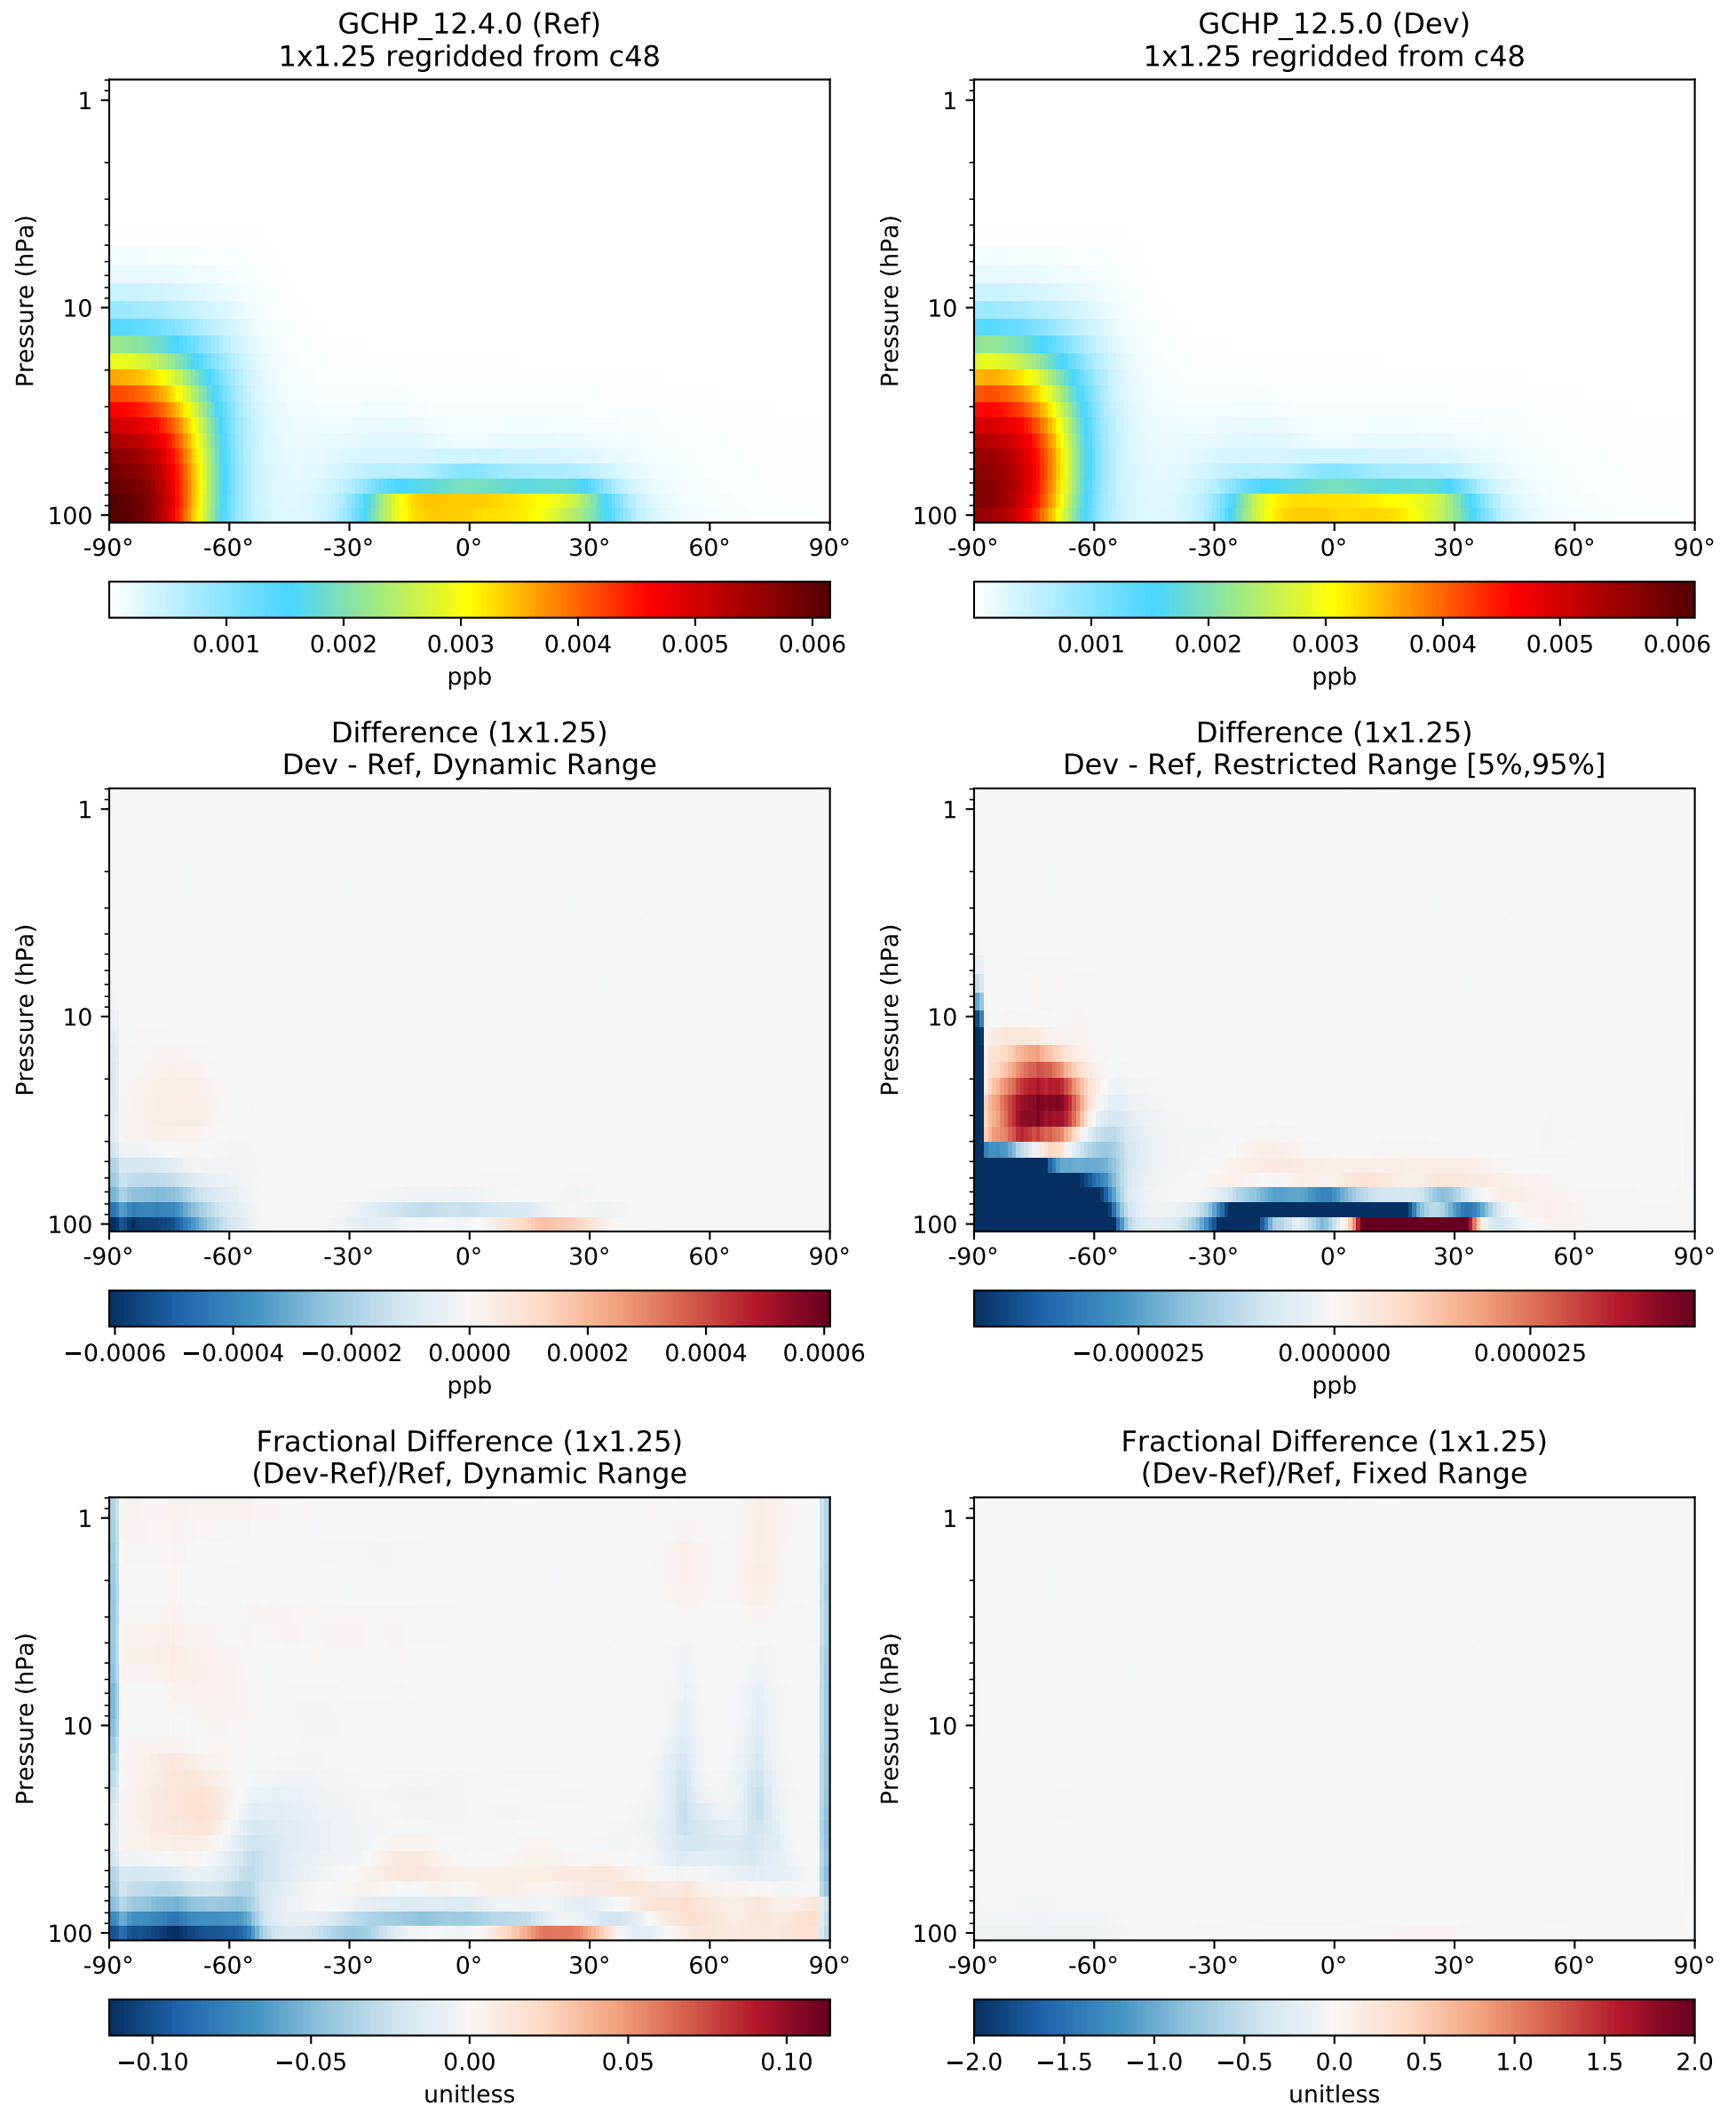 GCHP_12.4.0 (Ref)
1x1.25 regridded from c48
GCHP_12.5.0 (Dev)
1x1.25 regridded from c48
Pressure (hPa)
1
10
100
-90° -60° -30° 0° 30° 60° 90°
0.001 0.002 0.003 0.004 0.005 0.006
ppb
Pressure (hPa)
1
10
100
-90° -60° -30° 0° 30° 60° 90°
0.001 0.002 0.003 0.004 0.005 0.006
ppb
Difference (1x1.25)
Dev - Ref, Dynamic Range
Difference (1x1.25)
Dev - Ref, Restricted Range [5%,95%]
Pressure (hPa)
1
10
100
-90° -60° -30° 0° 30° 60° 90°
−0.0006 −0.0004 −0.0002 0.0000 0.0002 0.0004 0.0006
ppb
Pressure (hPa)
1
10
100
-90° -60° -30° 0° 30° 60° 90°
−0.000025 0.000000 0.000025
ppb
Fractional Difference (1x1.25)
(Dev-Ref)/Ref, Dynamic Range
Fractional Difference (1x1.25)
(Dev-Ref)/Ref, Fixed Range
Pressure (hPa)
1
10
100
-90° -60° -30° 0° 30° 60° 90°
−0.10 −0.05 0.00 0.05 0.10
unitless
Pressure (hPa)
1
10
100
-90° -60° -30° 0° 30° 60° 90°
−2.0 −1.5 −1.0 −0.5 0.0 0.5 1.0 1.5 2.0
unitless